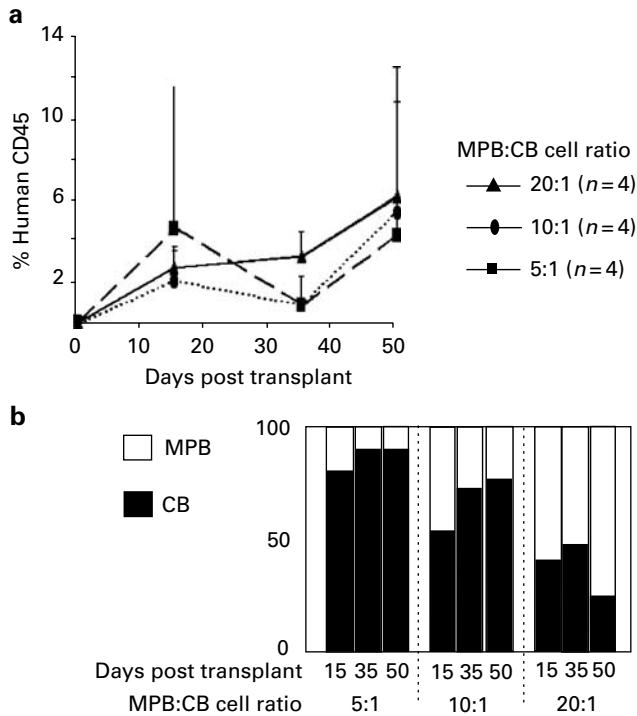 a
14
10
6
2
% Human CD45
0 10 20 30 40 50
Days post transplant
MPB:CB cell ratio
20:1 (n = 4)
10:1 (n = 4)
5:1 (n = 4)
b
MPB
CB
100
50
0
Days post transplant 15 35 50 15 35 50 15 35 50
MPB:CB cell ratio 5:1 10:1 20:1